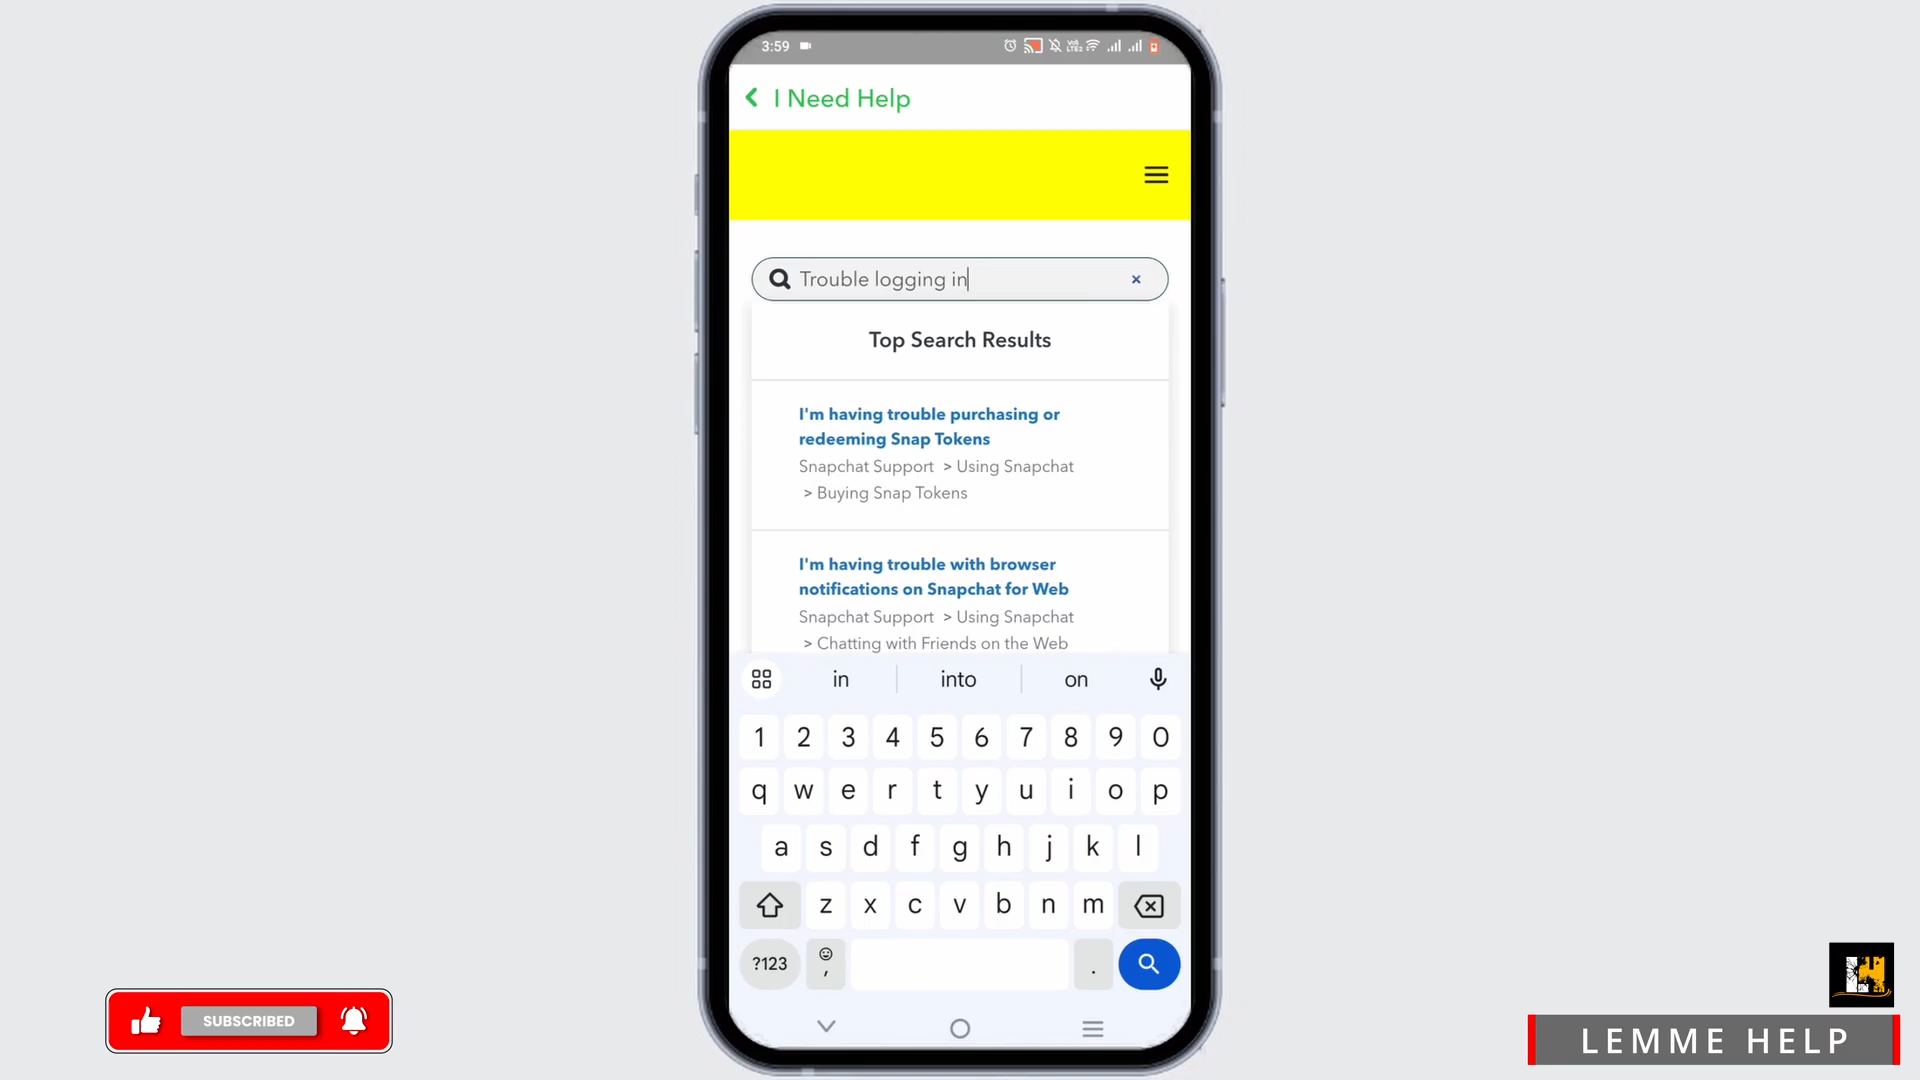 3:59
I Need Help
Trouble logging in
Top Search Results
I'm having trouble purchasing or
redeeming Snap Tokens
Snapchat Support > Using Snapchat
> Buying Snap Tokens
I'm having trouble with browser
notifications on Snapchat for Web
Snapchat Support > Using Snapchat
> Chatting with Friends on the Web
in into on
1 2 3 4 5 6 7 8 9 0
q w e r t y u i o p
a s d f g h j k l
z x c v b n m
?123 , .
SUBSCRIBED
LH
LEMME HELP